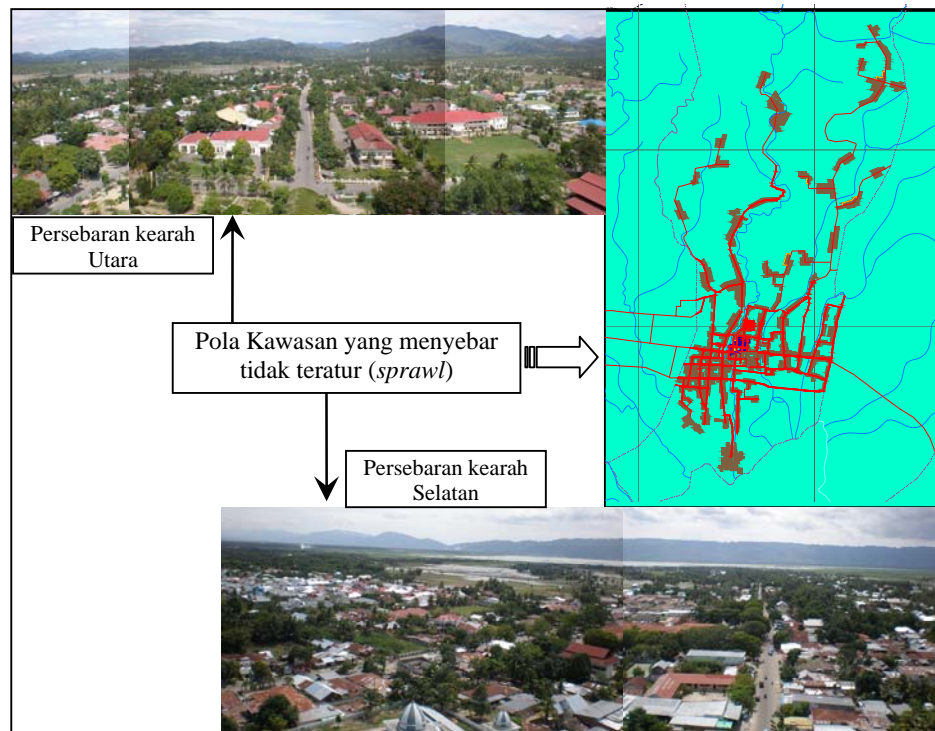 Persebaran kearah
Utara
Pola Kawasan yang menyebar
tidak teratur (sprawl)
Persebaran kearah
Selatan